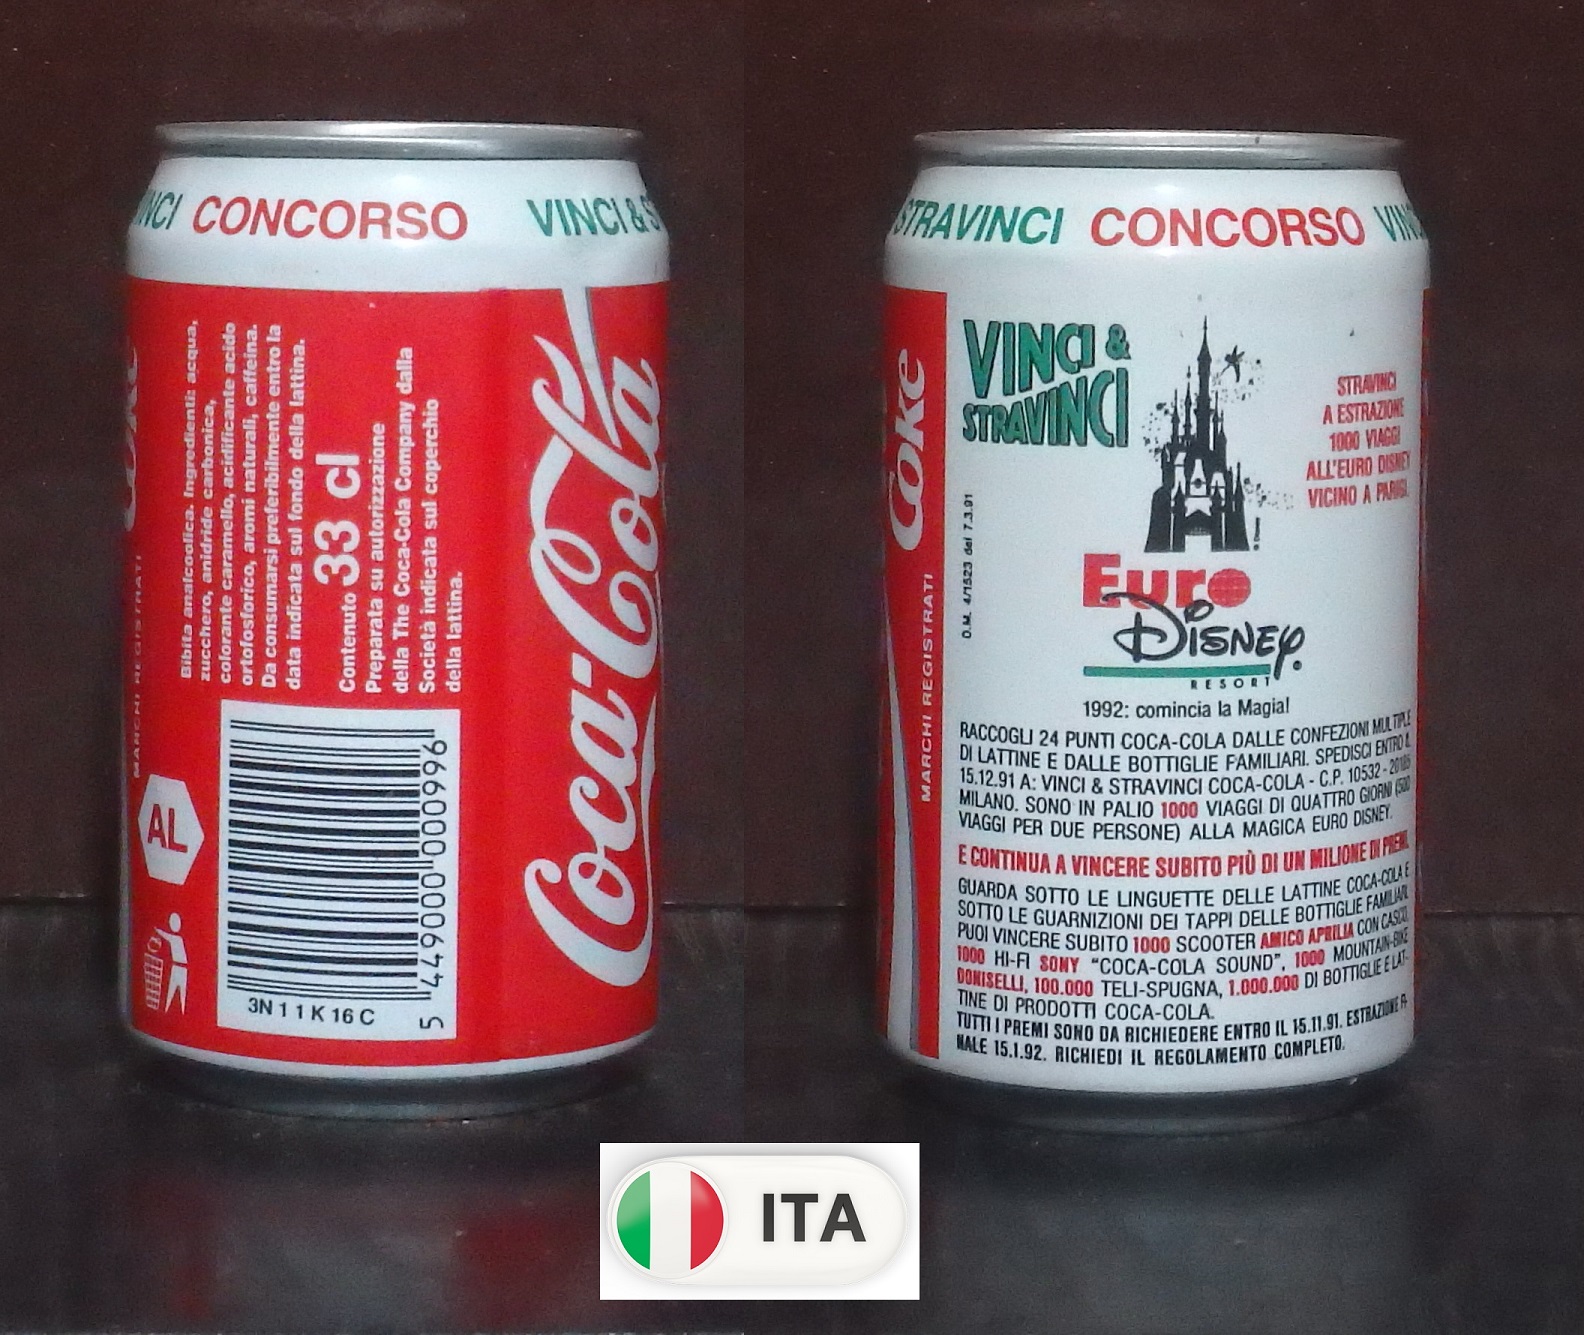 NCI CONCORSO VINCI & S
Coke
MARCHI REGISTRATI
Bibita analcoolica. Ingredienti: acqua,
zucchero, anidride carbonica,
colorante caramello, acidificante acido
ortofosforico, aromi naturali, caffeina.
Da consumarsi preferibilmente entro la
data indicata sul fondo della lattina.
Contenuto 33 cl
Preparata su autorizzazione
della The Coca-Cola Company dalla
Società indicata sul coperchio
della lattina.
AL
3N 1 1 K 16 C
5 449000 000996
Coca-Cola
STRAVINCI CONCORSO VINC
Coke
MARCHI REGISTRATI
VINCI &
STRAVINCI
D.M. 4/1523 del 7.3.91
STRAVINCI
A ESTRAZIONE
1000 VIAGGI
ALL'EURO DISNEY
VICINO A PARIGI.
© Disney
Euro
Disney
RESORT
1992: comincia la Magia!
RACCOGLI 24 PUNTI COCA-COLA DALLE CONFEZIONI MULTIPLE
DI LATTINE E DALLE BOTTIGLIE FAMILIARI. SPEDISCI ENTRO IL
15.12.91 A: VINCI & STRAVINCI COCA-COLA - C.P. 10532 - 20185
MILANO. SONO IN PALIO 1000 VIAGGI DI QUATTRO GIORNI (500
VIAGGI PER DUE PERSONE) ALLA MAGICA EURO DISNEY.
E CONTINUA A VINCERE SUBITO PIÙ DI UN MILIONE DI PREMI.
GUARDA SOTTO LE LINGUETTE DELLE LATTINE COCA-COLA E
SOTTO LE GUARNIZIONI DEI TAPPI DELLE BOTTIGLIE FAMILIARI.
PUOI VINCERE SUBITO 1000 SCOOTER AMICO APRILIA CON CASCO,
1000 HI-FI SONY “COCA-COLA SOUND”, 1000 MOUNTAIN-BIKE
DONISELLI, 100.000 TELI-SPUGNA, 1.000.000 DI BOTTIGLIE E LAT-
TINE DI PRODOTTI COCA-COLA.
TUTTI I PREMI SONO DA RICHIEDERE ENTRO IL 15.11.91. ESTRAZIONE FI-
NALE 15.1.92. RICHIEDI IL REGOLAMENTO COMPLETO.
ITA